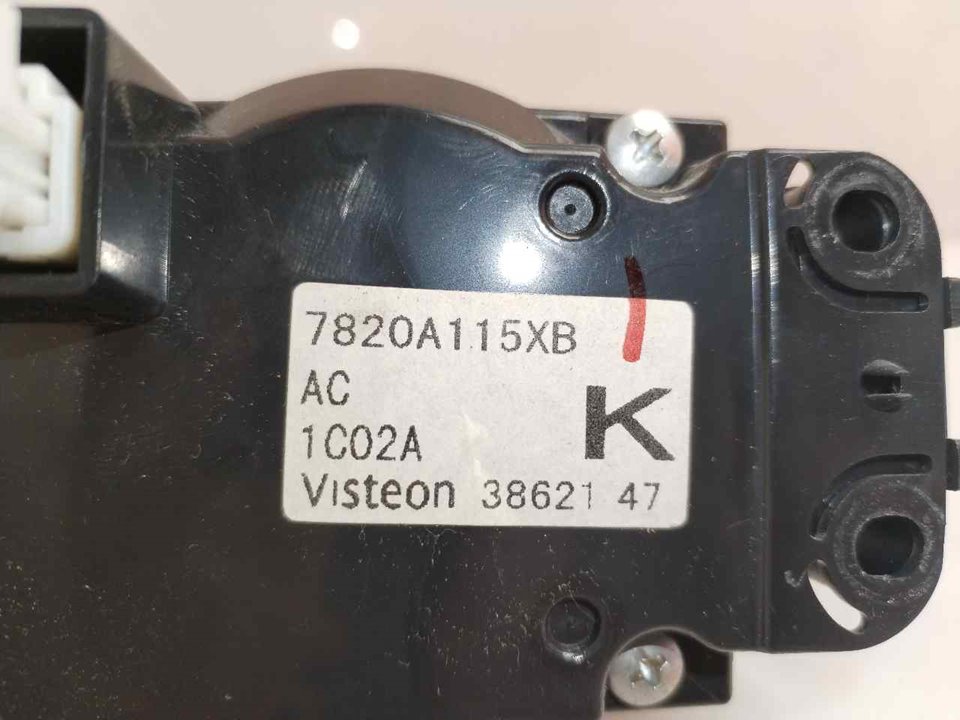 7820A115XB
AC
1C02A
K
Visteon 38621 47